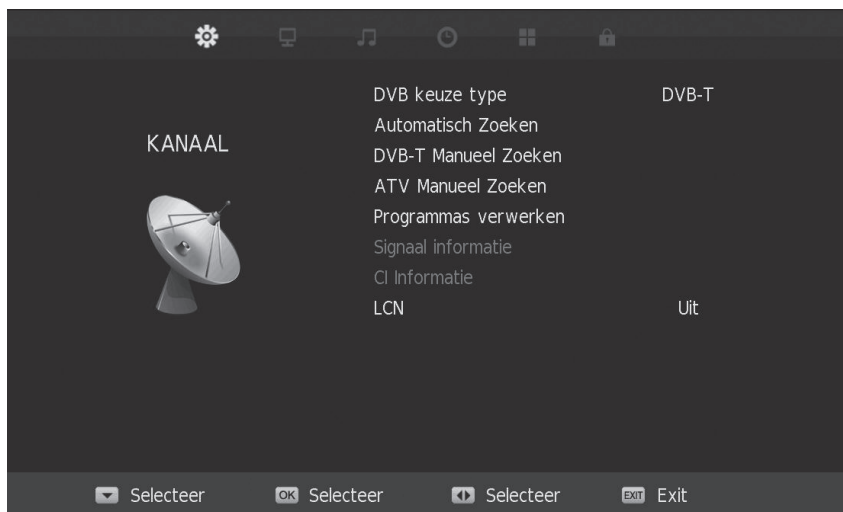 DVB keuze type DVB-T
Automatisch Zoeken
KANAAL
DVB-T Manueel Zoeken
ATV Manueel Zoeken
Programmas verwerken
Signaal informatie
CI Informatie
LCN Uit
Selecteer OK Selecteer Selecteer EXIT Exit